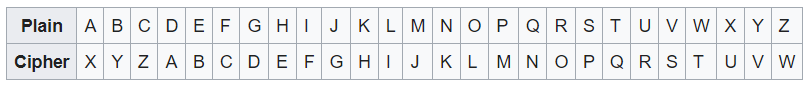 Plain A B C D E F G H I J K L M N O P Q R S T U V W X Y Z
Cipher X Y Z A B C D E F G H I J K L M N O P Q R S T U V W